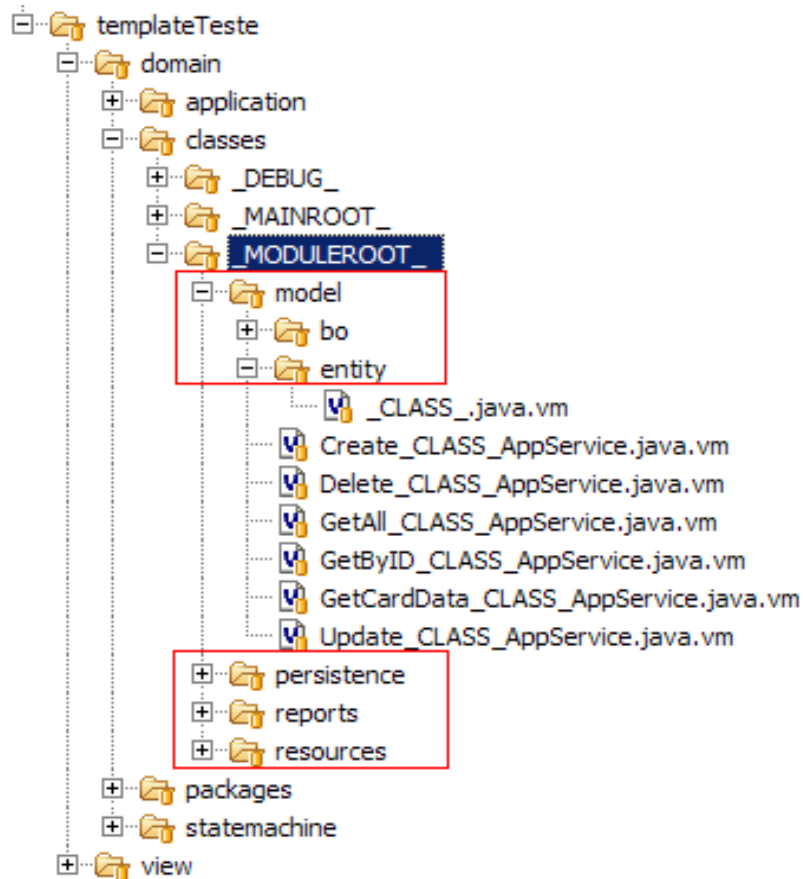 templateTeste
domain
application
classes
_DEBUG_
_MAINROOT_
_MODULEROOT_
model
bo
entity
_CLASS_.java.vm
Create_CLASS_AppService.java.vm
Delete_CLASS_AppService.java.vm
GetAll_CLASS_AppService.java.vm
GetByID_CLASS_AppService.java.vm
GetCardData_CLASS_AppService.java.vm
Update_CLASS_AppService.java.vm
persistence
reports
resources
packages
statemachine
view